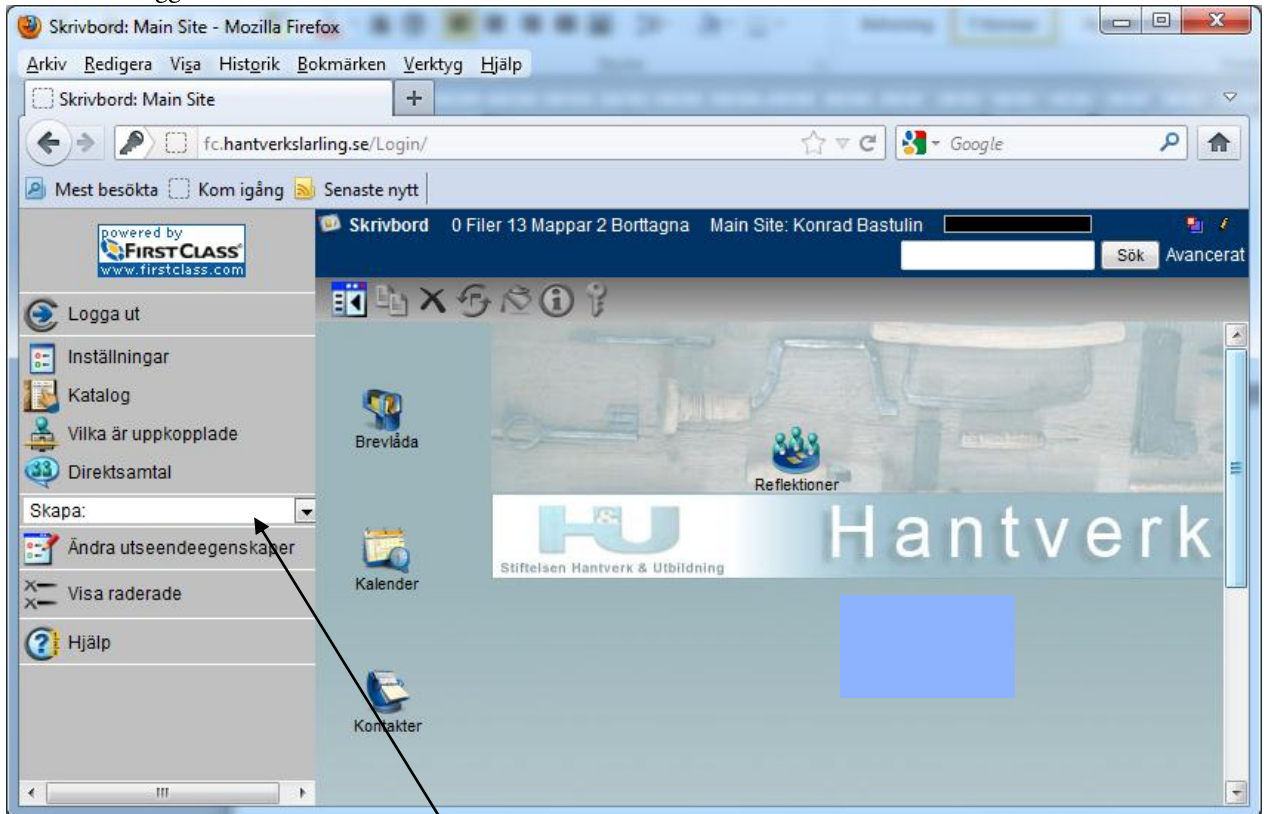 Skrivbord: Main Site - Mozilla Firefox
Arkiv Redigera Visa Historik Bokmärken Verktyg Hjälp
Skrivbord: Main Site
fc.hantverkslarling.se/Login/
Google
Mest besökta Kom igång Senaste nytt
powered by
FIRSTCLASS
www.firstclass.com
Skrivbord 0 Filer 13 Mappar 2 Borttagna Main Site: Konrad Bastulin
Sök Avancerat
Logga ut
Inställningar
Katalog
Vilka är uppkopplade
Direktsamtal
Skapa:
Ändra utseendeegenskaper
Visa raderade
Hjälp
Brevlåda
Reflektioner
H&U
Stiftelsen Hantverk & Utbildning
Hantverk
Kalender
Kontakter